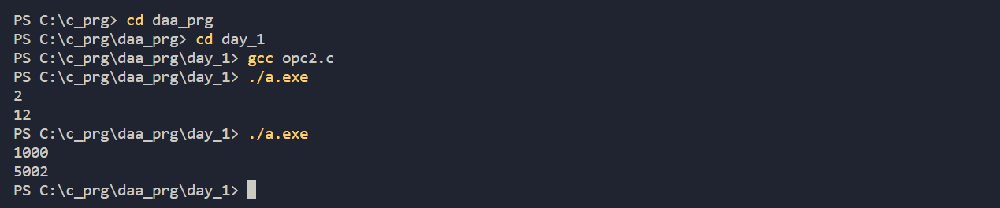 PS C:\c_prg> cd daa_prg
PS C:\c_prg\daa_prg> cd day_1
PS C:\c_prg\daa_prg\day_1> gcc opc2.c
PS C:\c_prg\daa_prg\day_1> ./a.exe
2
12
PS C:\c_prg\daa_prg\day_1> ./a.exe
1000
5002
PS C:\c_prg\daa_prg\day_1>